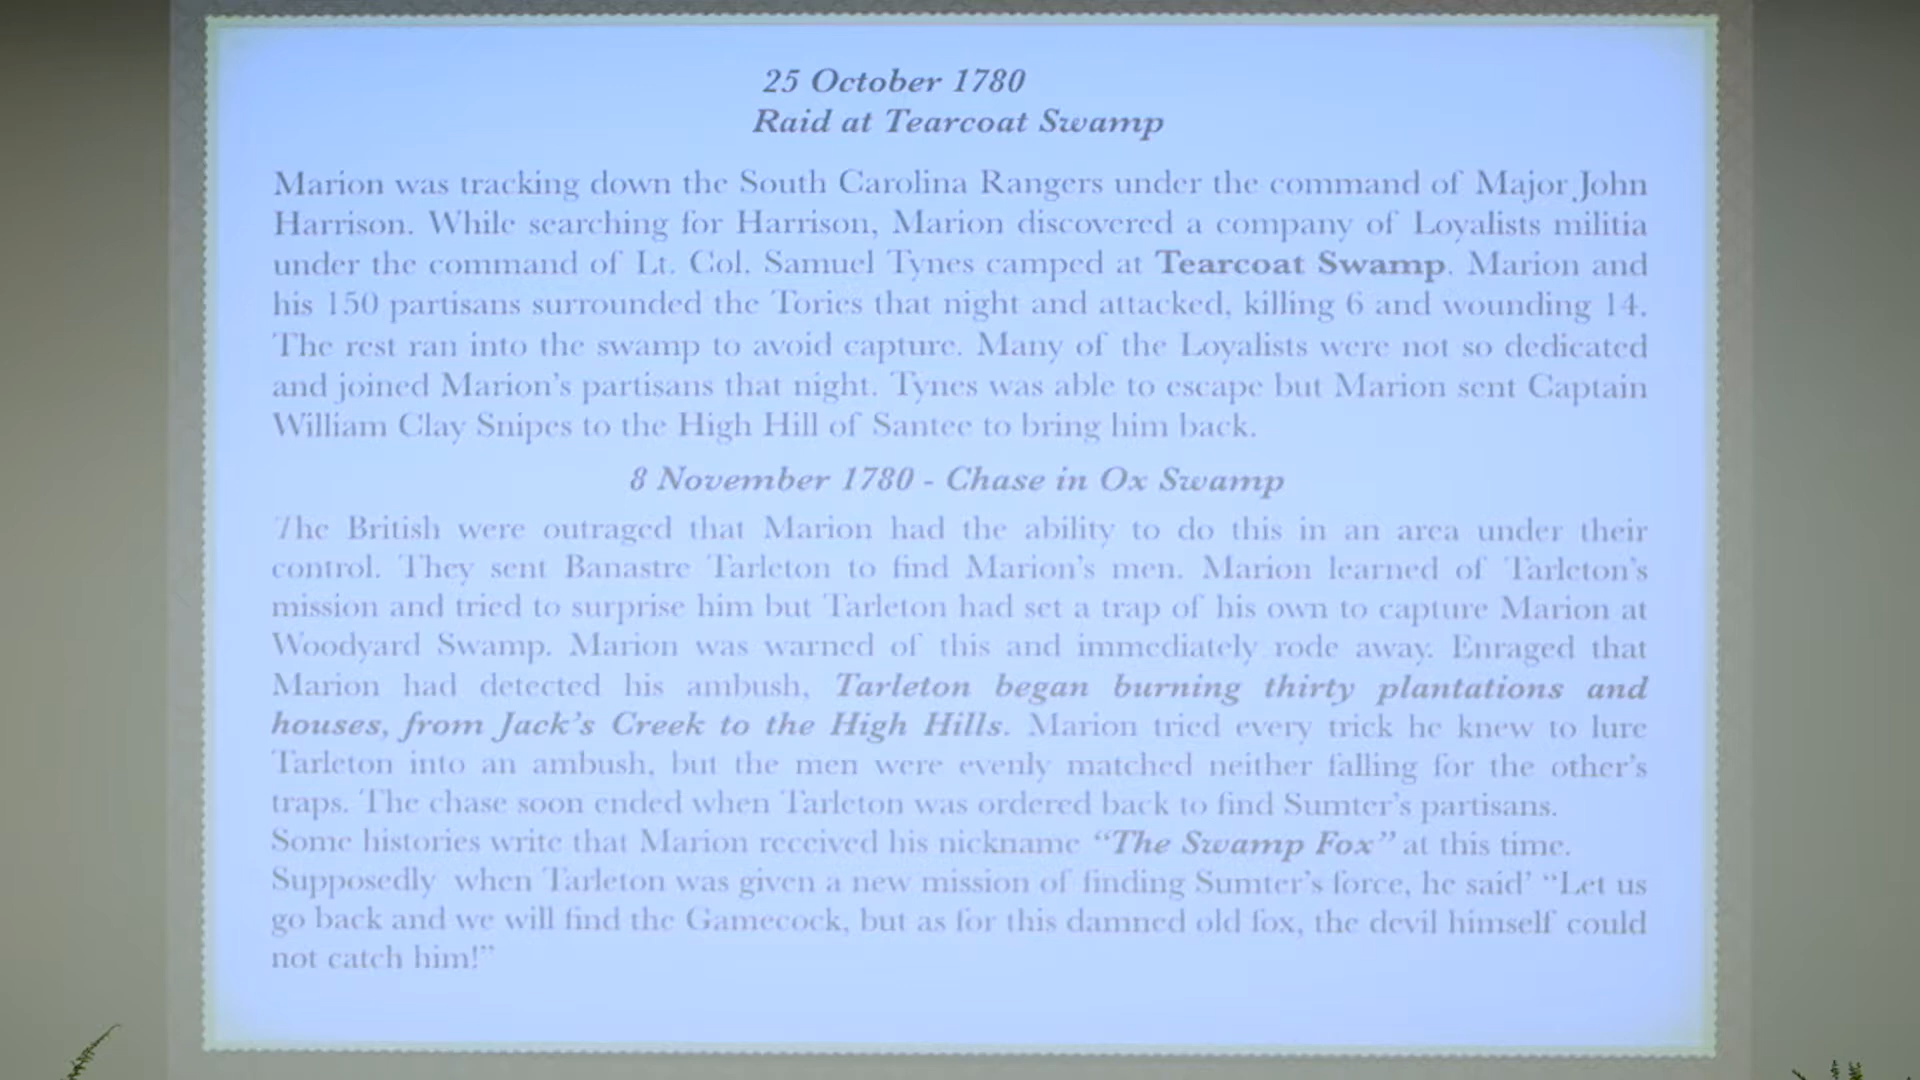 25 October 1780
Raid at Tearcoat Swamp
Marion was tracking down the South Carolina Rangers under the command of Major John
Harrison. While searching for Harrison, Marion discovered a company of Loyalists militia
under the command of Lt. Col. Samuel Tynes camped at Tearcoat Swamp. Marion and
his 150 partisans surrounded the Tories that night and attacked, killing 6 and wounding 14.
The rest ran into the swamp to avoid capture. Many of the Loyalists were not so dedicated
and joined Marion's partisans that night. Tynes was able to escape but Marion sent Captain
William Clay Snipes to the High Hill of Santee to bring him back.
8 November 1780 - Chase in Ox Swamp
The British were outraged that Marion had the ability to do this in an area under their
control. They sent Banastre Tarleton to find Marion's men. Marion learned of Tarleton's
mission and tried to surprise him but Tarleton had set a trap of his own to capture Marion at
Woodyard Swamp. Marion was warned of this and immediately rode away. Enraged that
Marion had detected his ambush, Tarleton began burning thirty plantations and
houses, from Jack's Creek to the High Hills. Marion tried every trick he knew to lure
Tarleton into an ambush, but the men were evenly matched neither falling for the other's
traps. The chase soon ended when Tarleton was ordered back to find Sumter's partisans.
Some histories write that Marion received his nickname "The Swamp Fox" at this time.
Supposedly when Tarleton was given a new mission of finding Sumter's force, he said' "Let us
go back and we will find the Gamecock, but as for this damned old fox, the devil himself could
not catch him!"